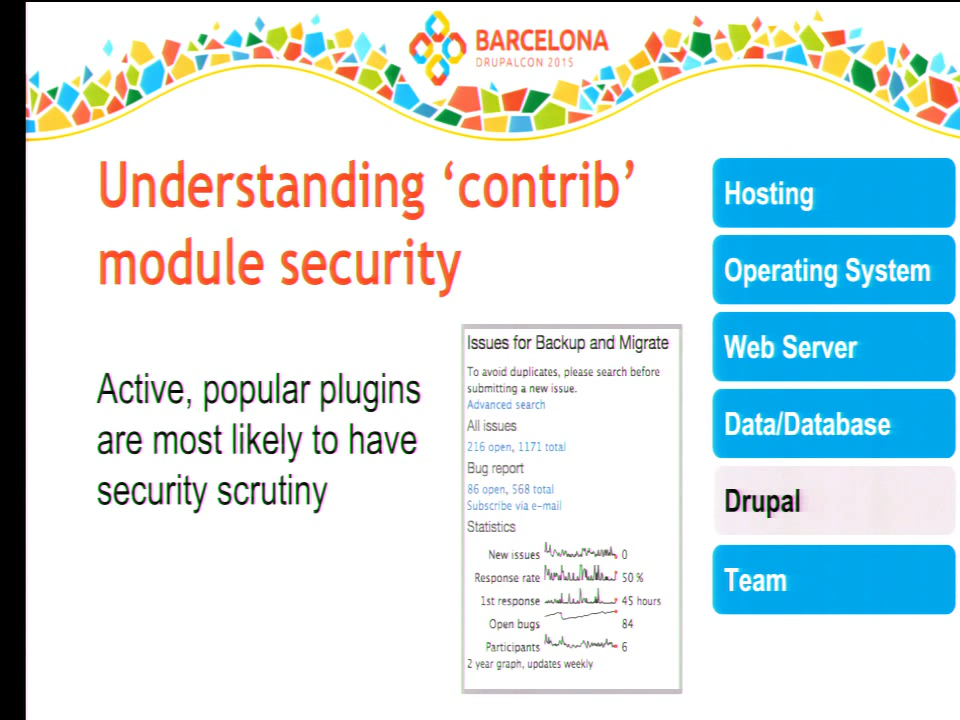 BARCELONA
DRUPALCON 2015
Understanding ‘contrib’
module security
Active, popular plugins
are most likely to have
security scrutiny
Issues for Backup and Migrate
To avoid duplicates, please search before
submitting a new issue.
Advanced search
All issues
216 open, 1171 total
Bug report
86 open, 568 total
Subscribe via e-mail
Statistics
New issues 0
Response rate 50 %
1st response 45 hours
Open bugs 84
Participants 6
2 year graph, updates weekly
Hosting
Operating System
Web Server
Data/Database
Drupal
Team